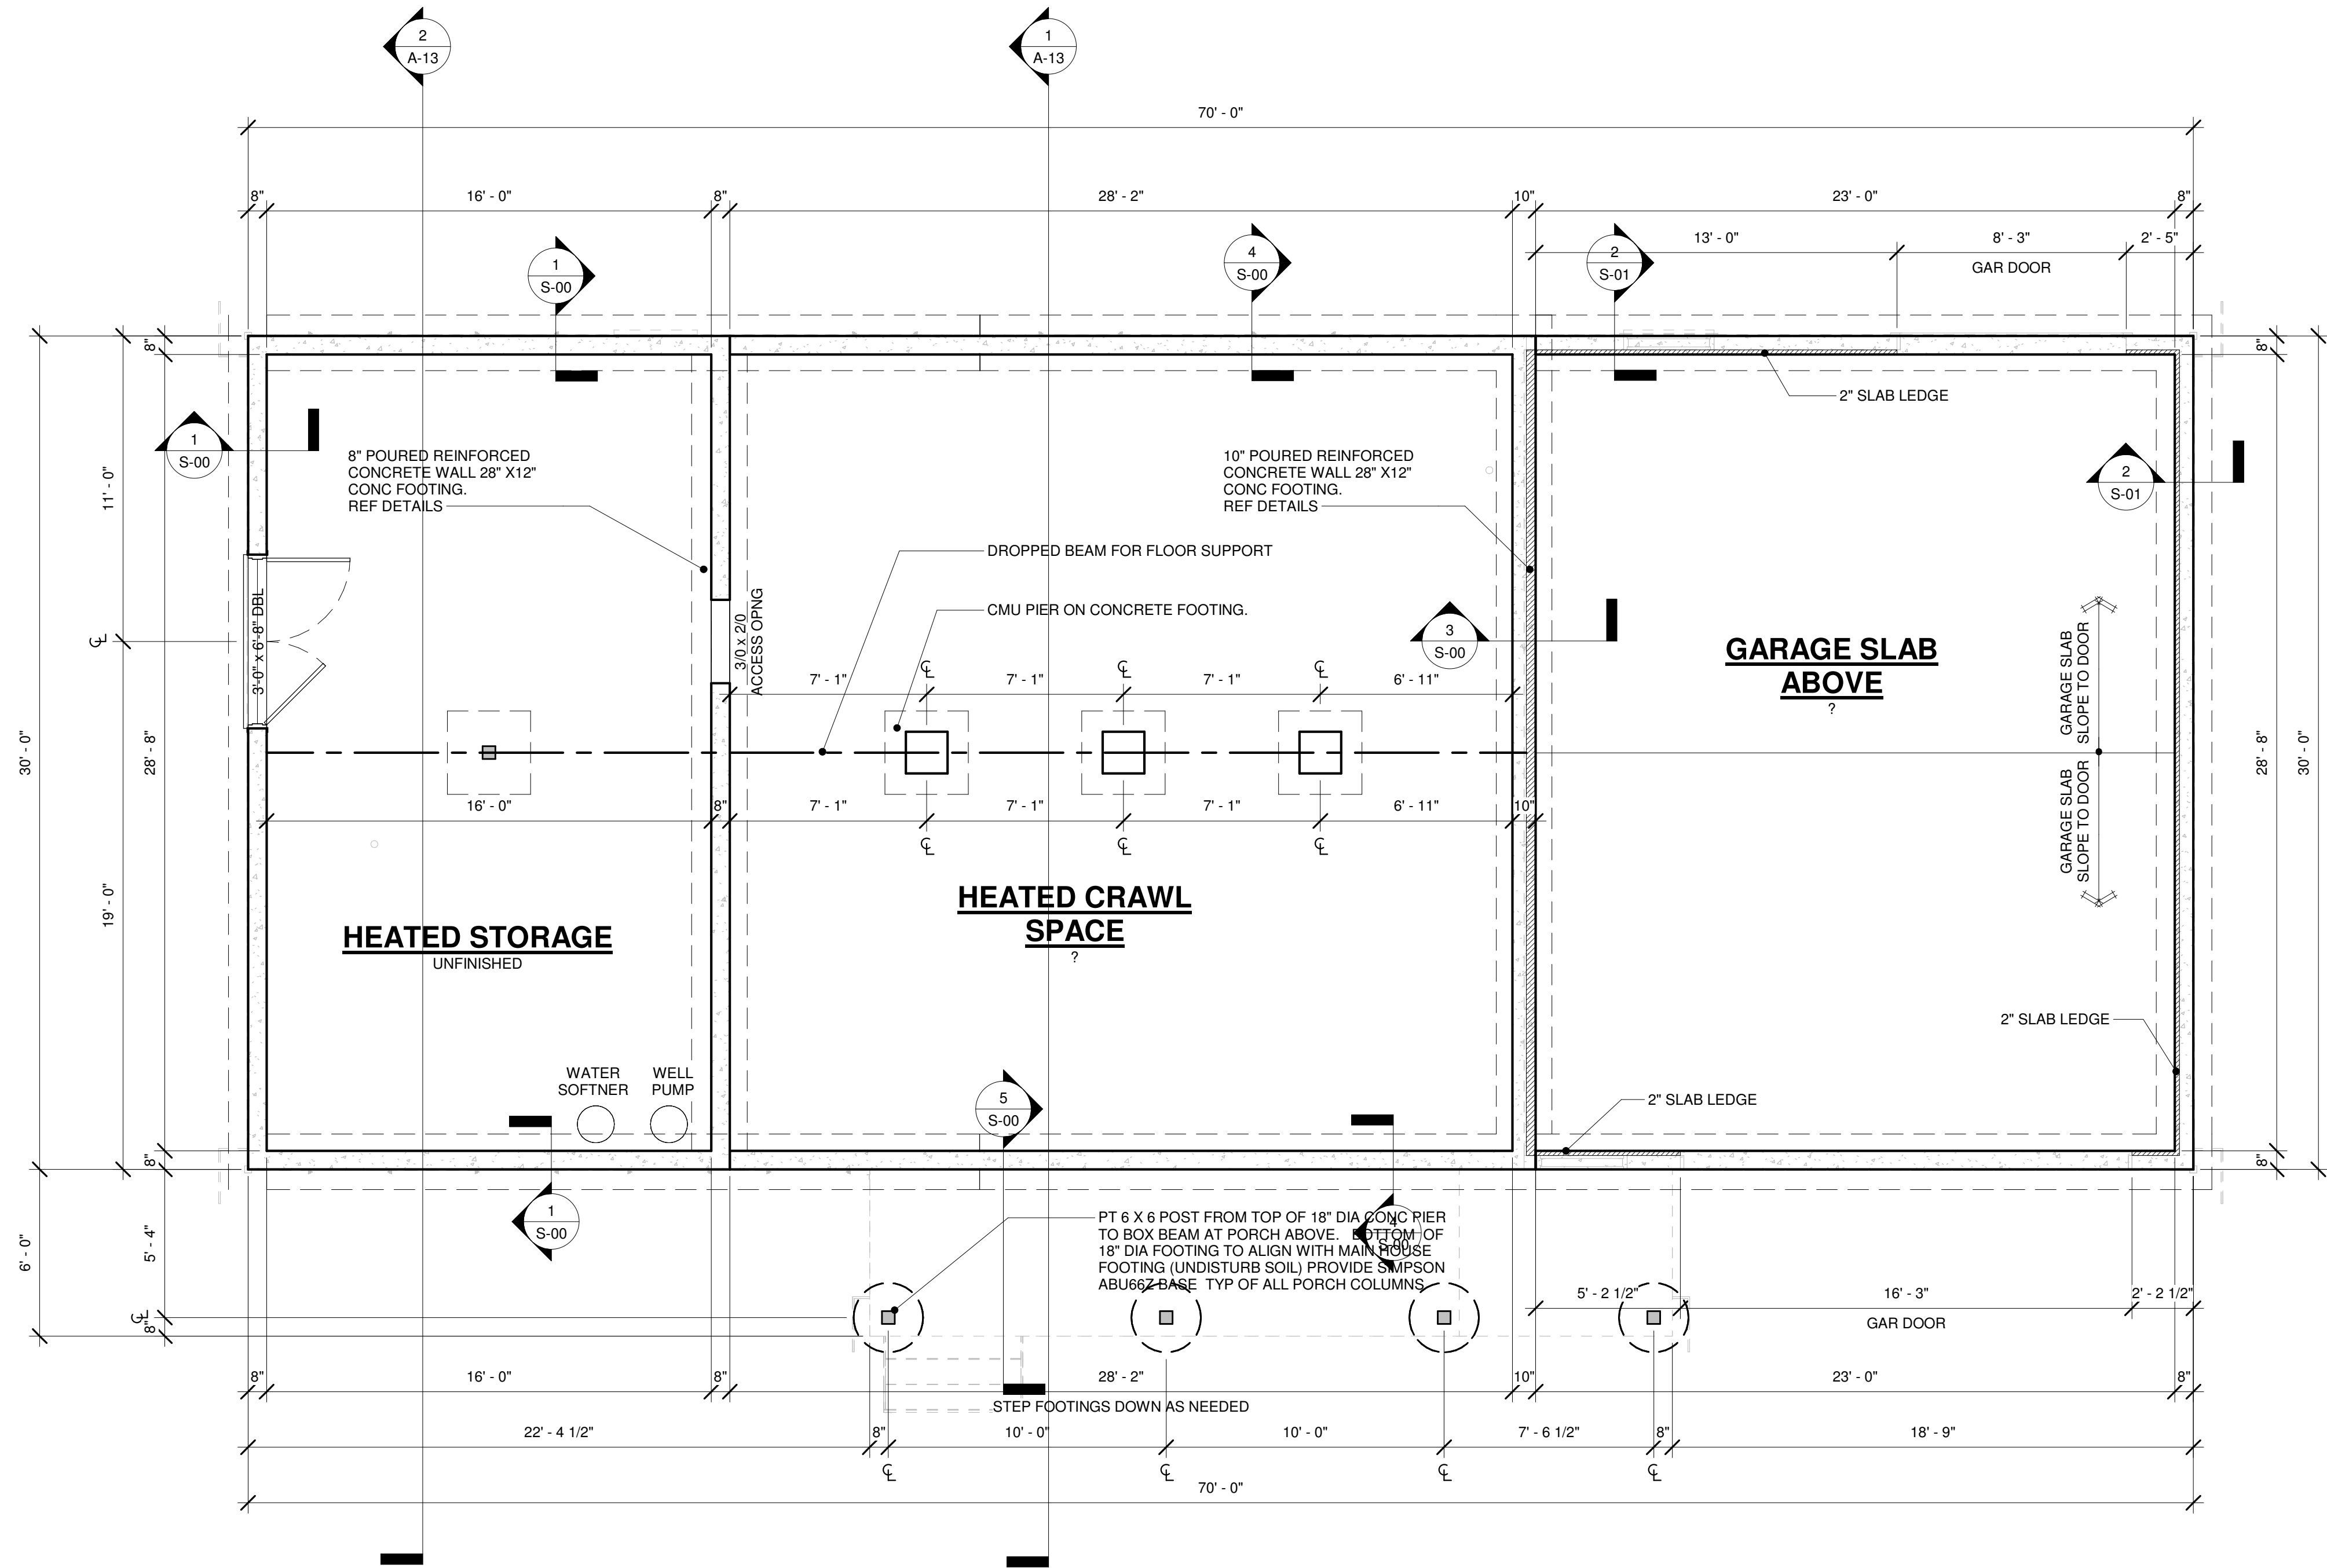 2
A-13
1
A-13
70' - 0"
8"
16' - 0"
8"
28' - 2"
10"
23' - 0"
8"
13' - 0"
8' - 3"
2' - 5"
GAR DOOR
1
S-00
4
S-00
2
S-01
8"
8"
2" SLAB LEDGE
1
S-00
8" POURED REINFORCED
CONCRETE WALL 28" X12"
CONC FOOTING.
REF DETAILS
10" POURED REINFORCED
CONCRETE WALL 28" X12"
CONC FOOTING.
REF DETAILS
2
S-01
11' - 0"
DROPPED BEAM FOR FLOOR SUPPORT
CMU PIER ON CONCRETE FOOTING.
3'-0" x 6'-8" DBL
3/0 x 2/0
ACCESS OPNG
3
S-00
GARAGE SLAB
ABOVE
?
GARAGE SLAB
SLOPE TO DOOR
GARAGE SLAB
SLOPE TO DOOR
℄
℄
℄
℄
7' - 1"
7' - 1"
7' - 1"
6' - 11"
30' - 0"
28' - 8"
28' - 8"
30' - 0"
16' - 0"
8"
7' - 1"
7' - 1"
7' - 1"
6' - 11"
10"
℄
℄
℄
19' - 0"
HEATED STORAGE
UNFINISHED
HEATED CRAWL
SPACE
?
2" SLAB LEDGE
WATER
SOFTNER
WELL
PUMP
5
S-00
2" SLAB LEDGE
8"
8"
6' - 0"
5' - 4"
1
S-00
4
S-00
PT 6 X 6 POST FROM TOP OF 18" DIA CONC PIER
TO BOX BEAM AT PORCH ABOVE. BOTTOM OF
18" DIA FOOTING TO ALIGN WITH MAIN HOUSE
FOOTING (UNDISTURB SOIL) PROVIDE SIMPSON
ABU66Z BASE TYP OF ALL PORCH COLUMNS
℄
8"
5' - 2 1/2"
16' - 3"
2' - 2 1/2"
GAR DOOR
8"
16' - 0"
8"
28' - 2"
10"
23' - 0"
8"
STEP FOOTINGS DOWN AS NEEDED
22' - 4 1/2"
8"
10' - 0"
10' - 0"
7' - 6 1/2"
8"
18' - 9"
℄
℄
℄
℄
70' - 0"